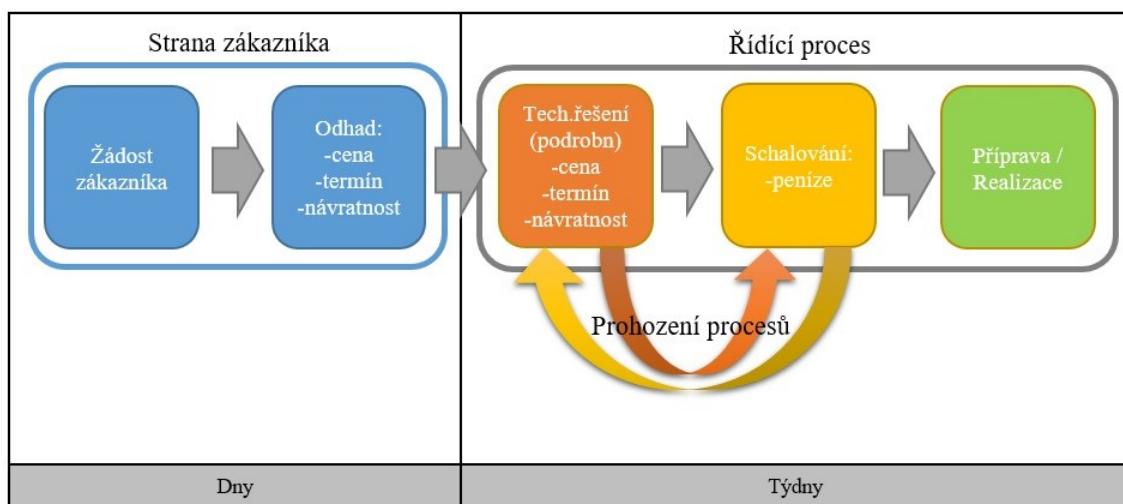 Strana zákazníka
Řídící proces
Žádost
zákazníka
Odhad:
-cena
-termín
-návratnost
Tech.řešení
(podrobn)
-cena
-termín
-návratnost
Schalování:
-peníze
Příprava /
Realizace
Prohození procesů
Dny
Týdny